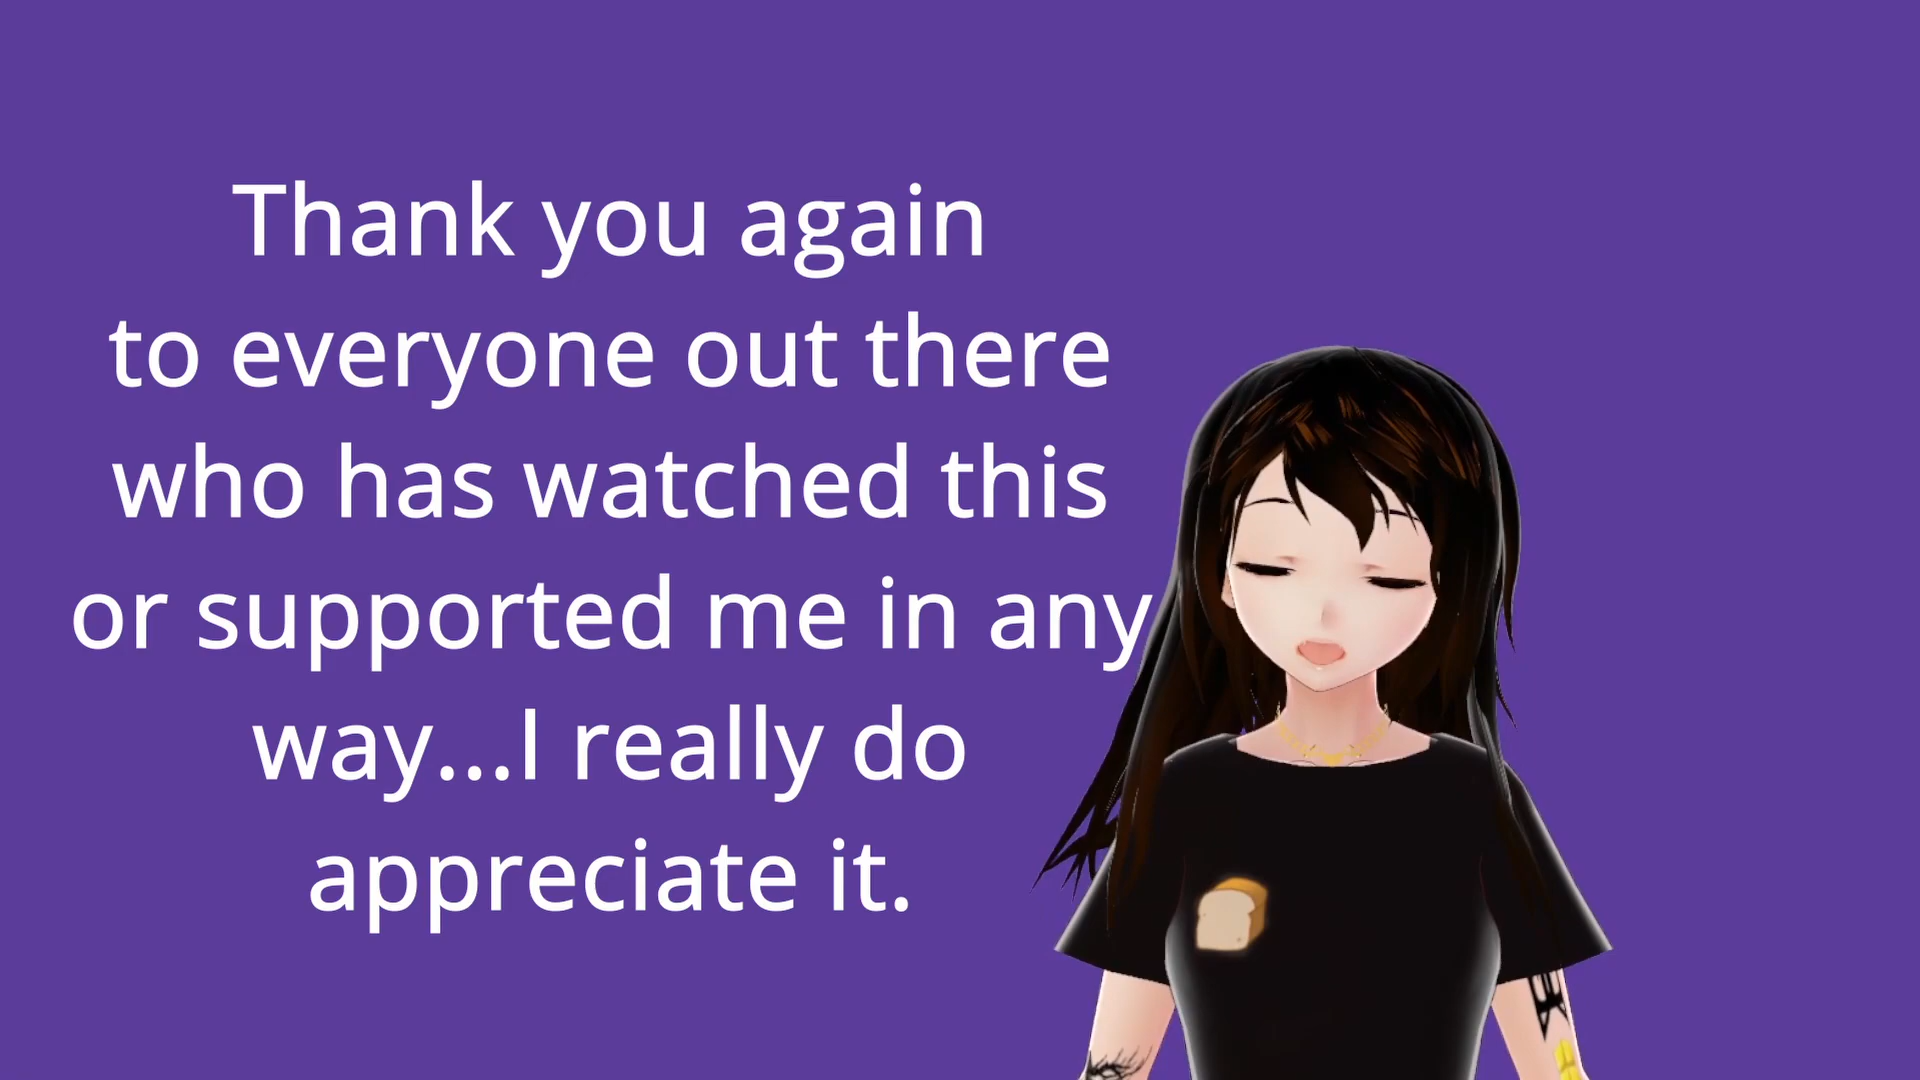 Thank you again
to everyone out there
who has watched this
or supported me in any
way...I really do
appreciate it.